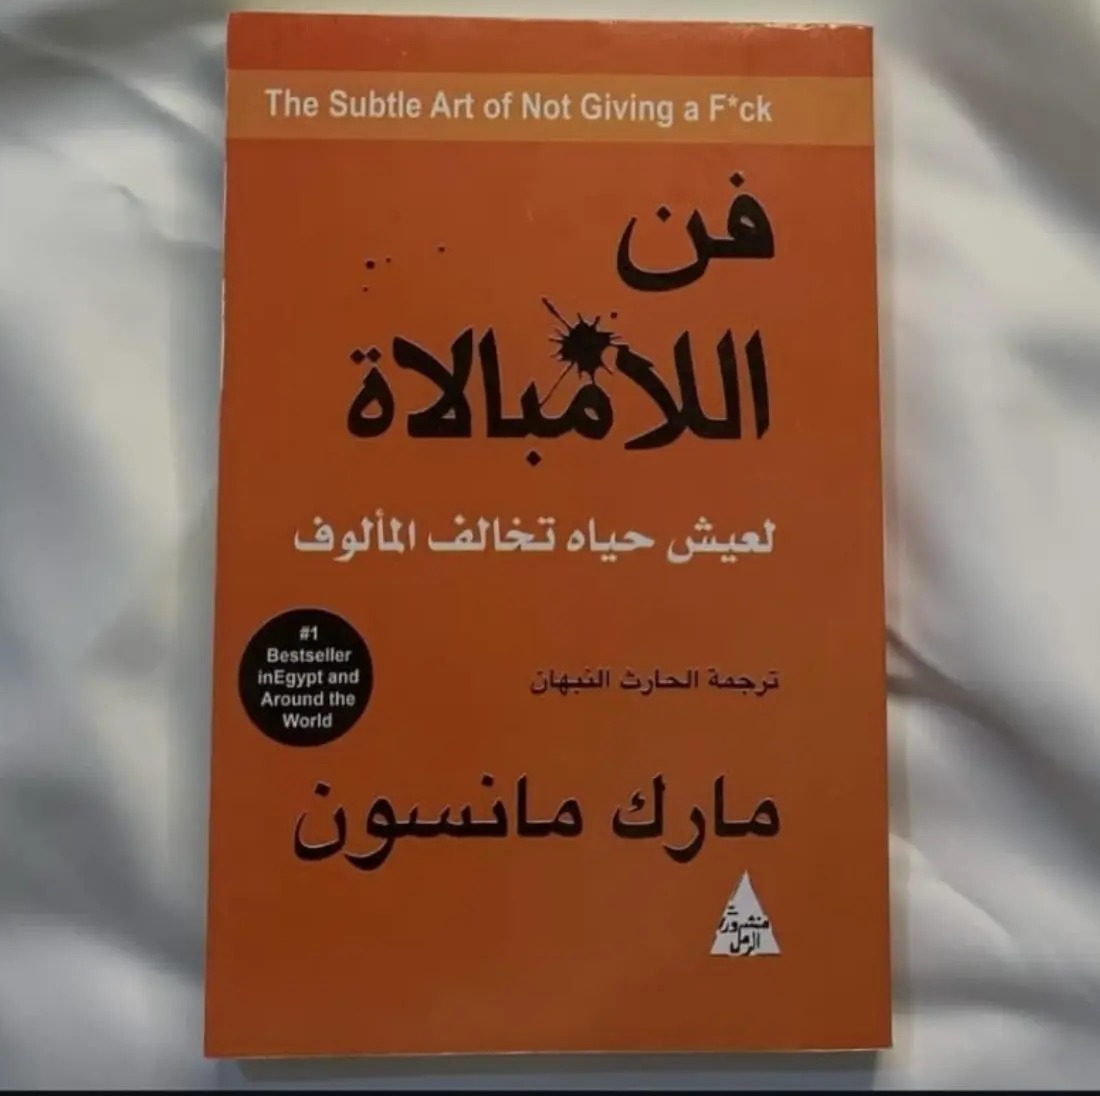 The Subtle Art of Not Giving a F*ck
فن
اللامبالاة
لعيش حياه تخالف المألوف
#1
Bestseller
inEgypt and
Around the
World
ترجمة الحارث النبهان
مارك مانسون
منشورات
الرمل